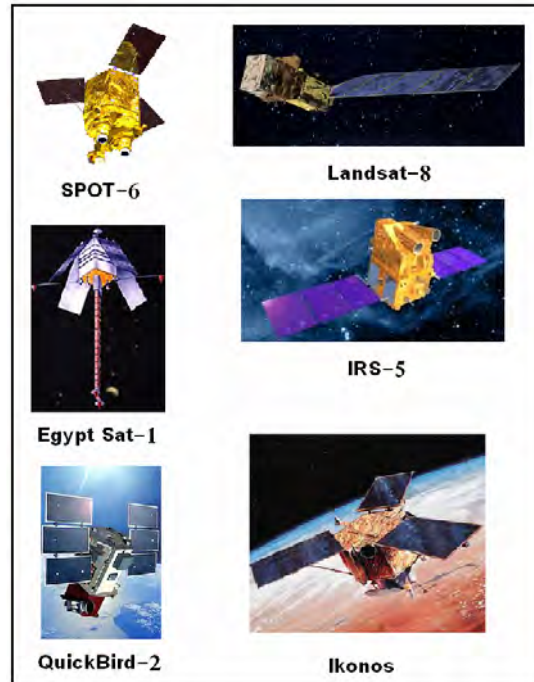 SPOT-6
Landsat-8
Egypt Sat-1
IRS-5
QuickBird-2
Ikonos